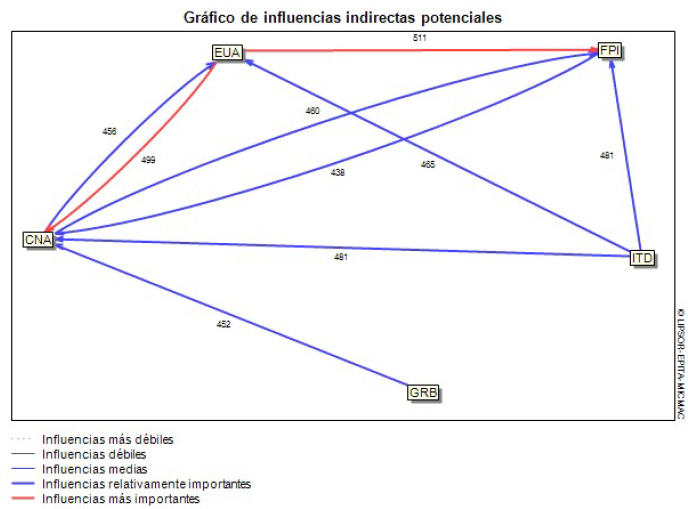 Gráfico de influencias indirectas potenciales
511
EUA
FPI
460
456
499
438
465
481
CNA
481
ITD
452
GRB
© LIPSOR-EPITA-MICMAC
Influencias más débiles
Influencias débiles
Influencias medias
Influencias relativamente importantes
Influencias más importantes